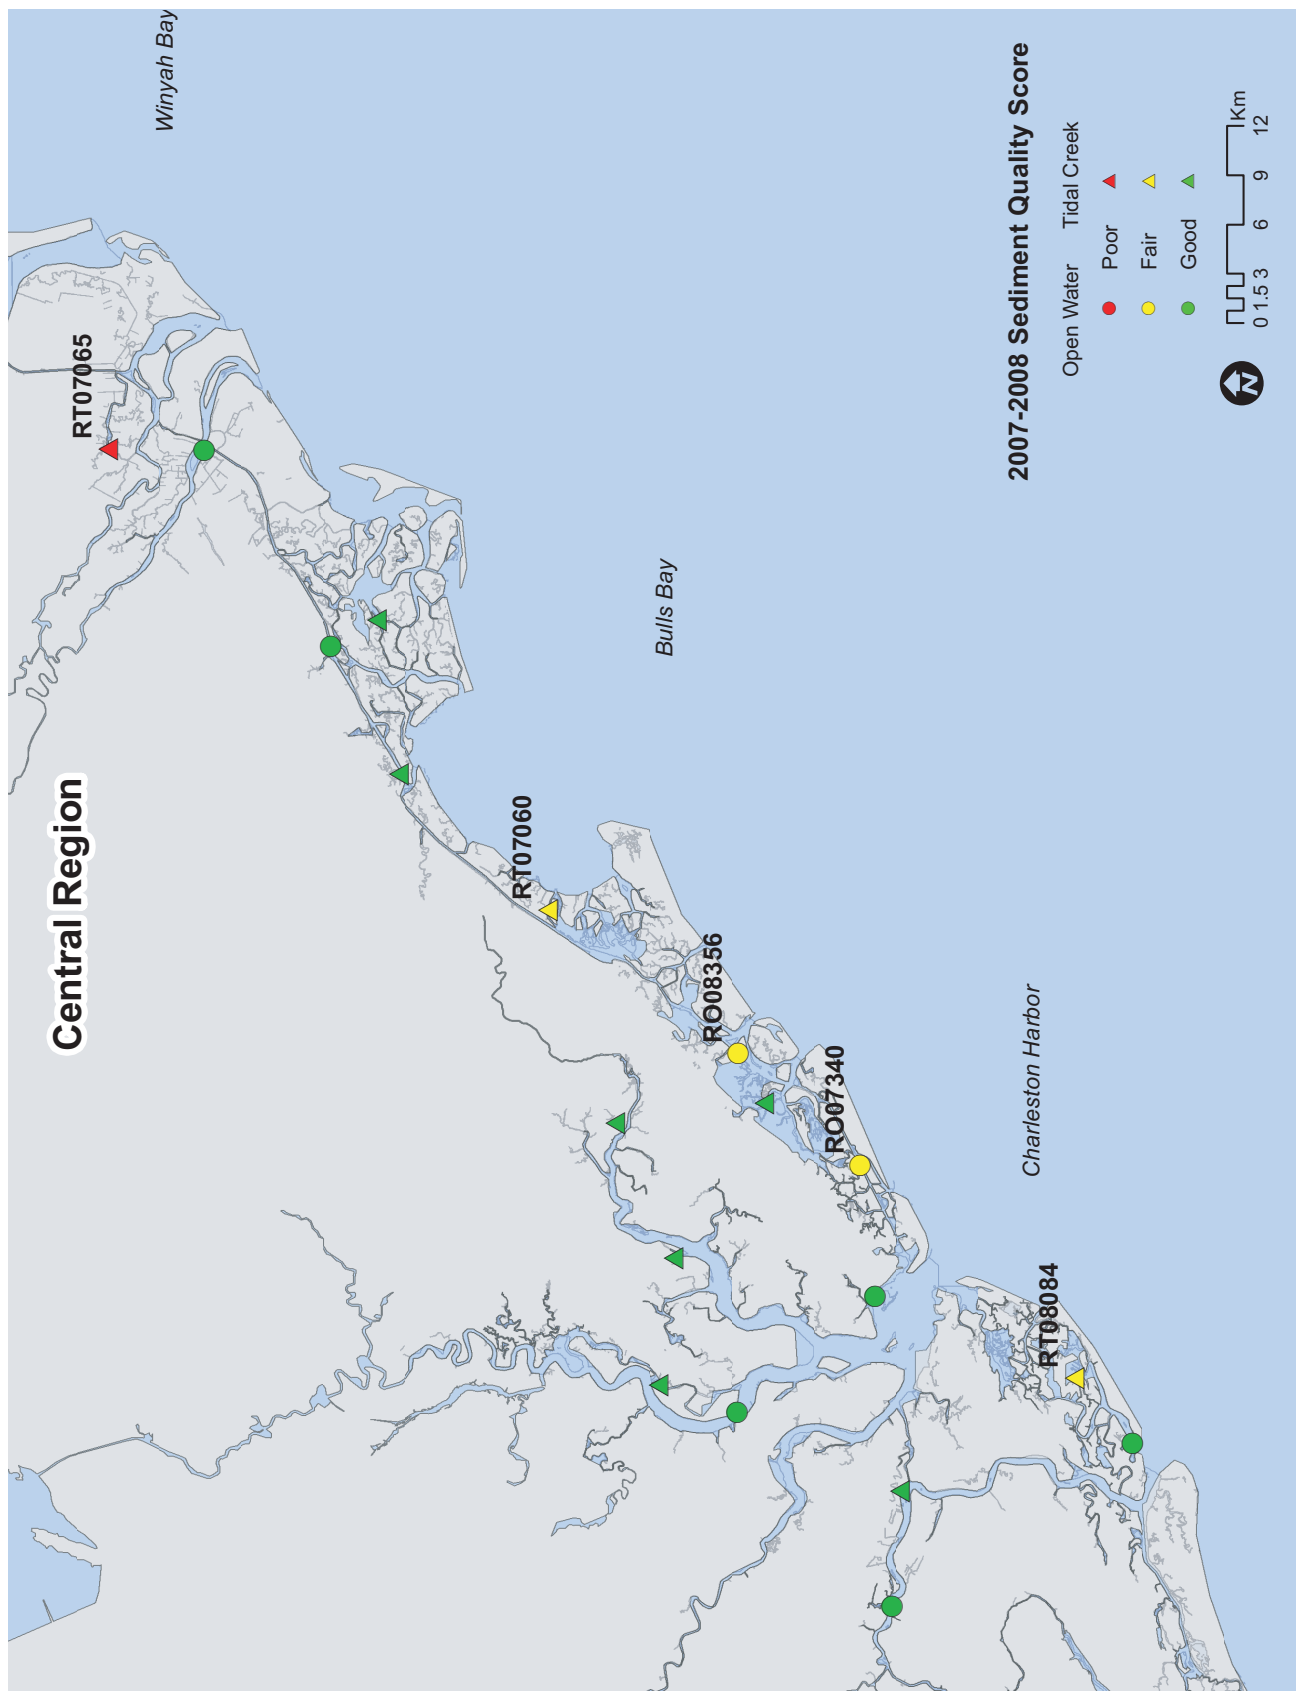 Central Region
Winyah Bay
RT07065
Bulls Bay
RT07060
RO08356
RO07340
Charleston Harbor
RT08084
2007-2008 Sediment Quality Score
Open Water Tidal Creek
Poor
Fair
Good
N
0 1.5 3 6 9 12
Km